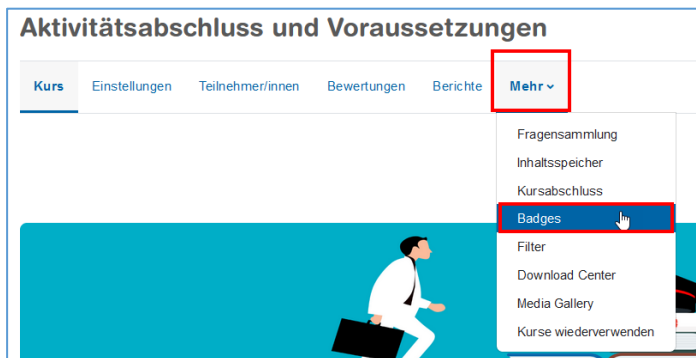 Aktivitätsabschluss und Voraussetzungen
Kurs Einstellungen Teilnehmer/innen Bewertungen Berichte Mehr
Fragensammlung
Inhaltsspeicher
Kursabschluss
Badges
Filter
Download Center
Media Gallery
Kurse wiederverwenden